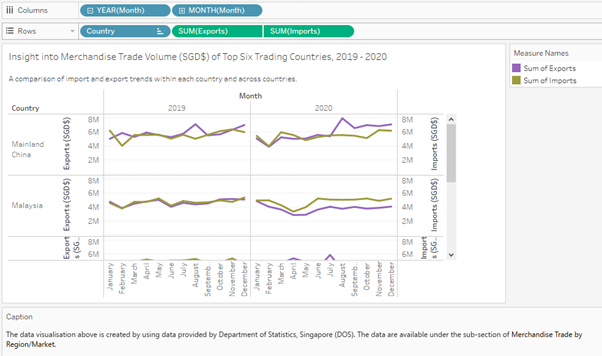 Columns YEAR(Month) MONTH(Month)
Rows Country SUM(Exports) SUM(Imports)
Insight into Merchandise Trade Volume (SGD$) of Top Six Trading Countries, 2019 - 2020
A comparison of import and export trends within each country and across countries.
Measure Names
Sum of Exports
Sum of Imports
Month
Country 2019 2020
Mainland China
Exports (SGD$)
8M
6M
4M
2M
8M
6M
4M
2M
Imports (SGD$)
Malaysia
Exports (SGD$)
8M
6M
4M
2M
8M
6M
4M
2M
Imports (SGD$)
Export
s (SG..
8M
6M
8M
6M
Import
s (SG..
January February March April May June July August Septemb.. October November December January February March April May June July August Septemb.. October November December
Caption
The data visualisation above is created by using data provided by Department of Statistics, Singapore (DOS). The data are available under the sub-section of Merchandise Trade by
Region/Market.